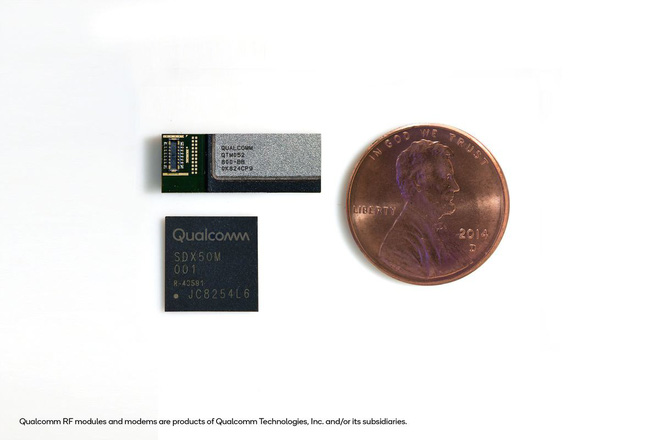 QUALCOMM
QTM052
DK824CP9
Qualcomm
SDX50M
001
JC8254L6
IN GOD WE TRUST
LIBERTY
2014
D
Qualcomm RF modules and modems are products of Qualcomm Technologies, Inc. and/or its subsidiaries.